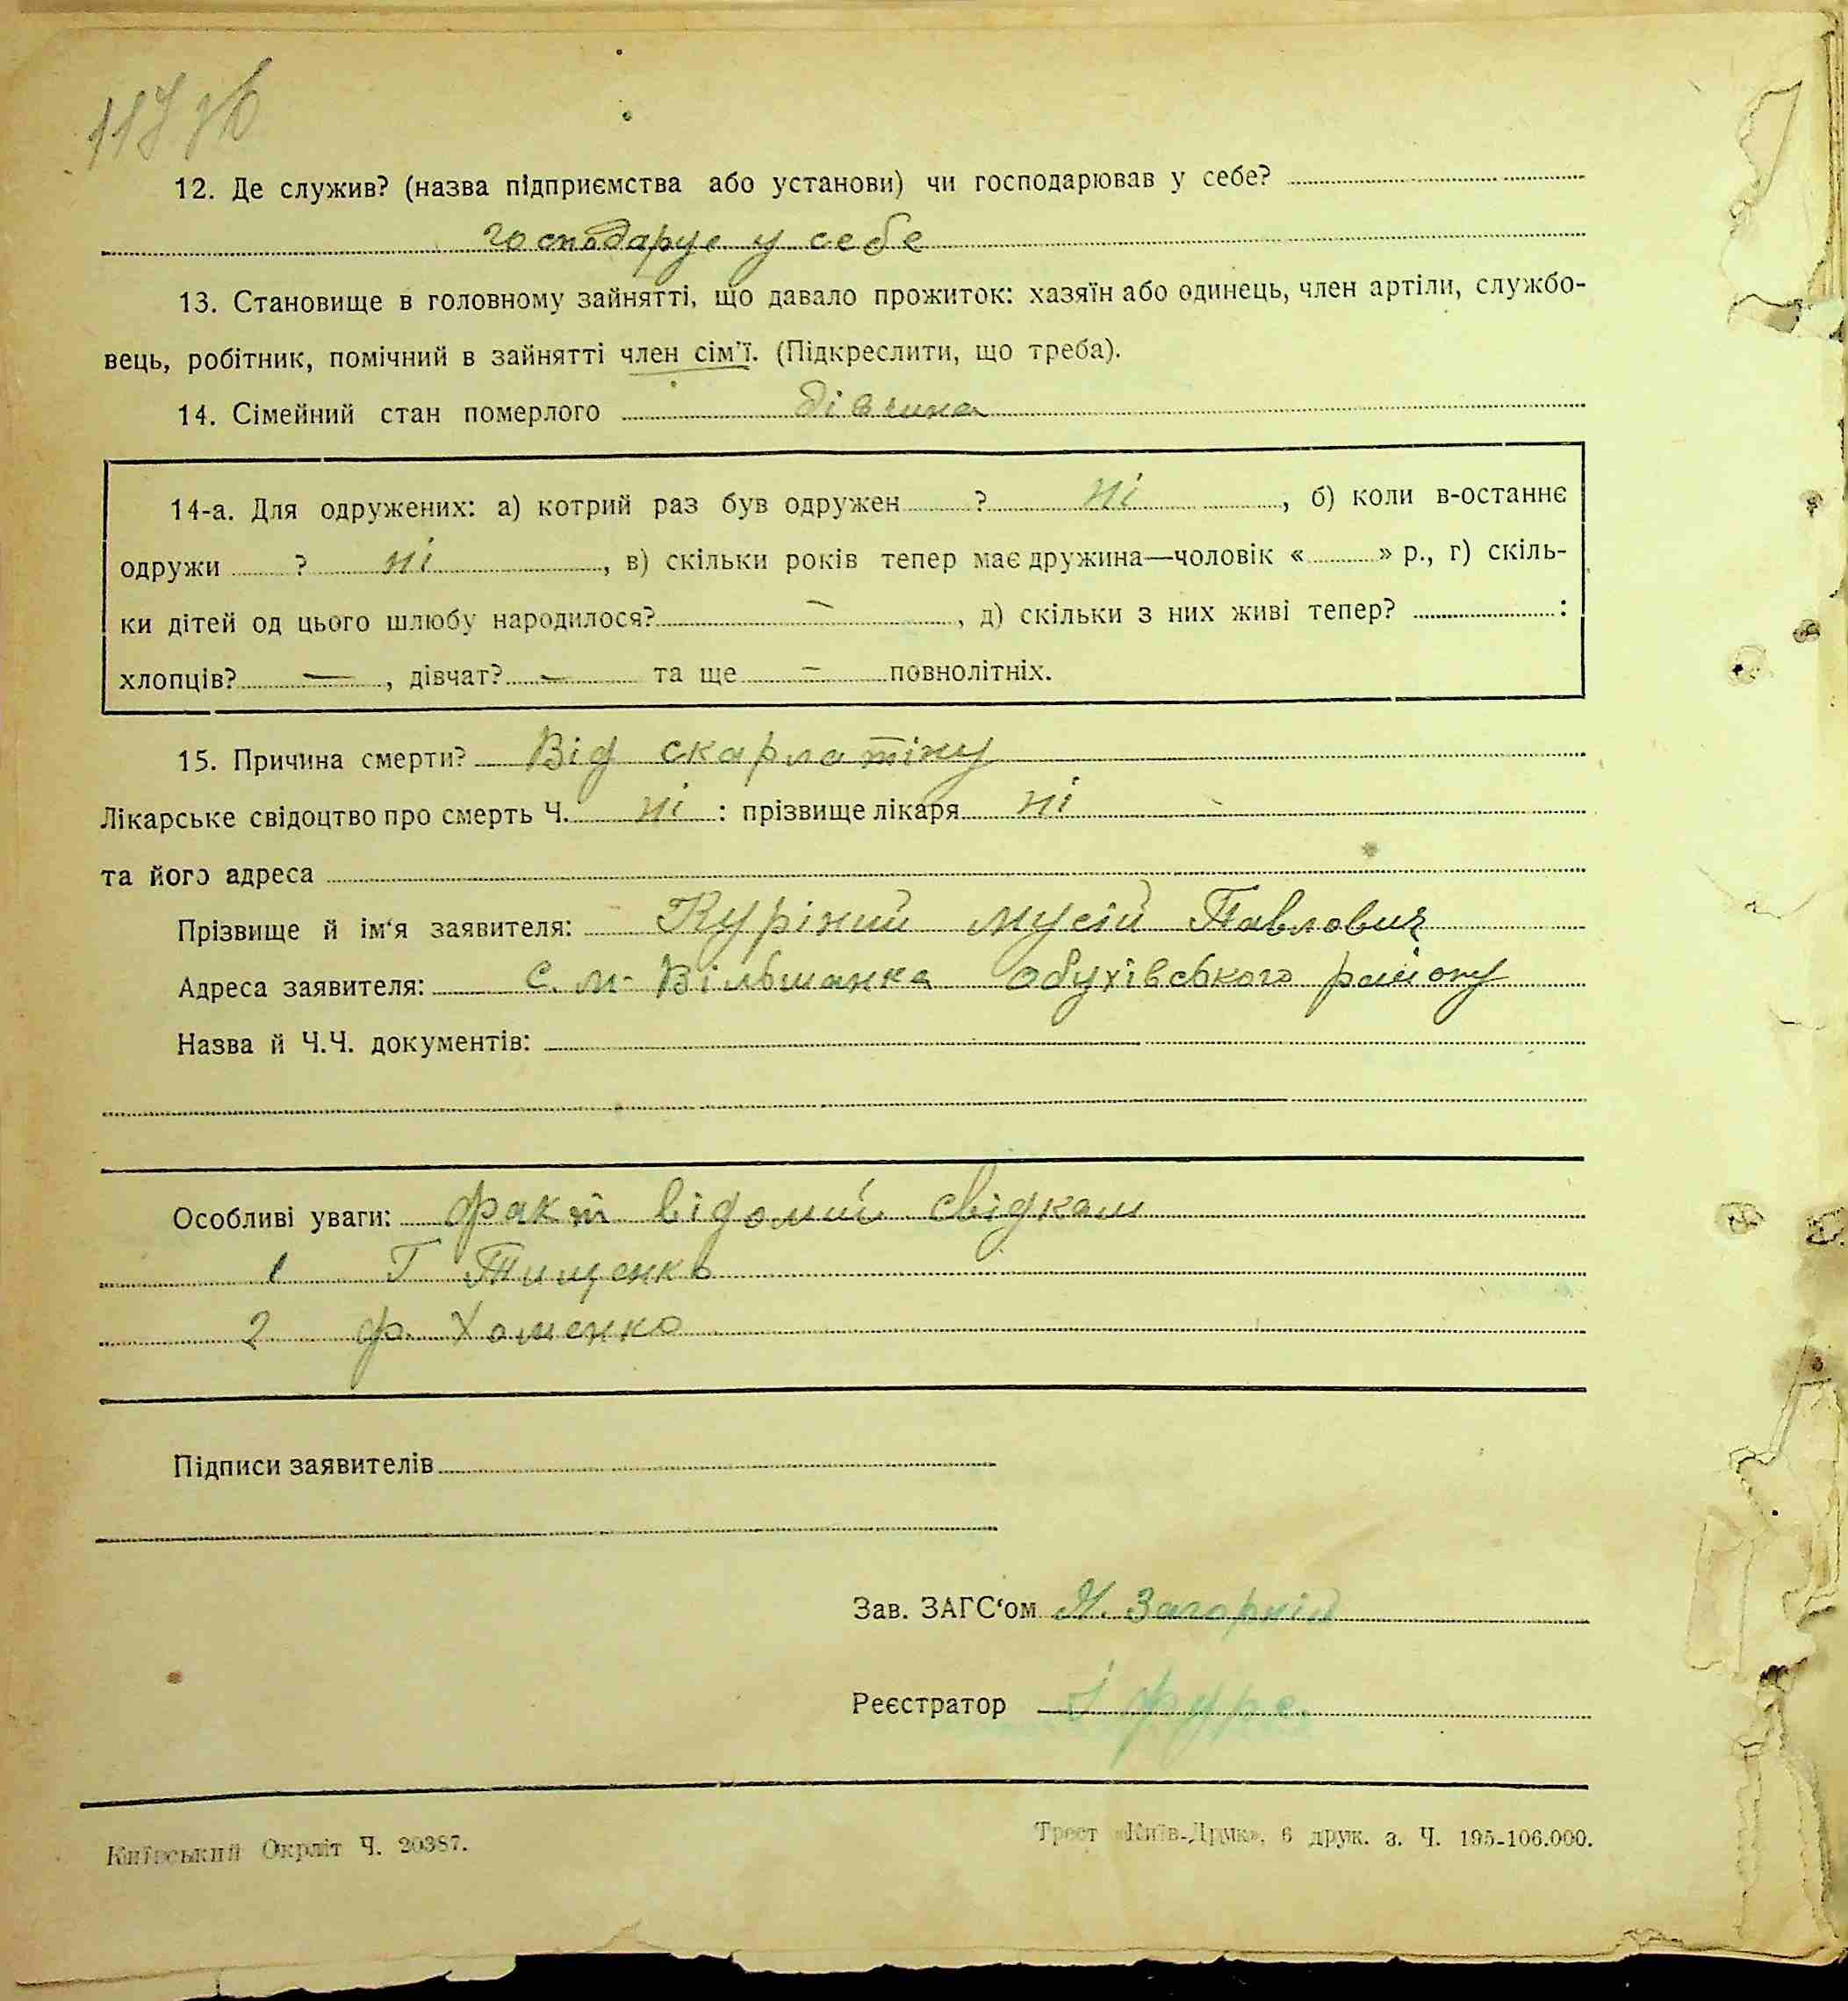 117 зв
12. Де служив? (назва підприємства або установи) чи господарював у себе?
господарує у себе
13. Становище в головному зайнятті, що давало прожиток: хазяїн або одинець, член артіли, службо-
вець, робітник, помічний в зайнятті член сім'ї. (Підкреслити, що треба).
14. Сімейний стан померлого дівчина
14-а. Для одружених: а) котрий раз був одружен ? ні , б) коли в-останнє
одружи ? ні , в) скільки років тепер має дружина—чоловік « » р., г) скіль-
ки дітей од цього шлюбу народилося? — , д) скільки з них живі тепер? :
хлопців? — , дівчат? — та ще — повнолітніх.
15. Причина смерти? Від скарлатіну
Лікарське свідоцтво про смерть Ч. ні : прізвище лікаря ні
та його адреса
Прізвище й ім'я заявителя: Куріний Мусій Павлович
Адреса заявителя: с. м-Вільшанка Обухівського району
Назва й Ч.Ч. документів:
Особливі уваги: факт відомий свідкам
1 Г Тищенко
2 Ф. Хоменко
Підписи заявителів
Зав. ЗАГС'ом
Реєстратор
Київський Окрліт Ч. 20387.
Трест «Київ-Друк», 6 друк. з. Ч. 195-106.000.